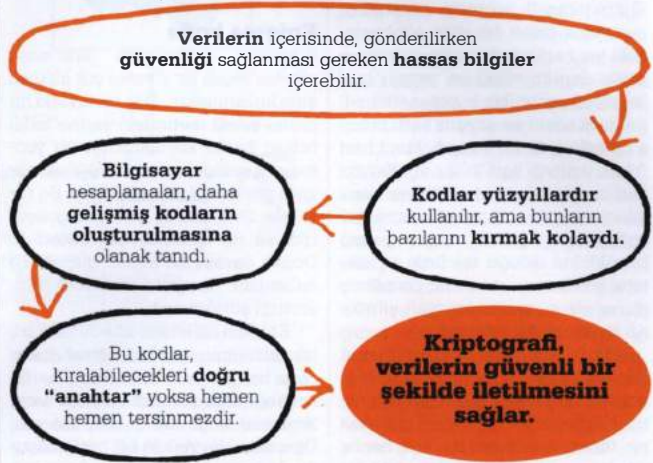 Verilerin içerisinde, gönderilirken
güvenliği sağlanması gereken hassas bilgiler
içerebilir.
Kodlar yüzyıllardır
kullanılır, ama bunların
bazılarını kırmak kolaydı.
Bilgisayar
hesaplamaları, daha
gelişmiş kodların
oluşturulmasına
olanak tanıdı.
Bu kodlar,
kıralabilecekleri doğru
“anahtar” yoksa hemen
hemen tersinmezdir.
Kriptografi,
verilerin güvenli bir
şekilde iletilmesini
sağlar.